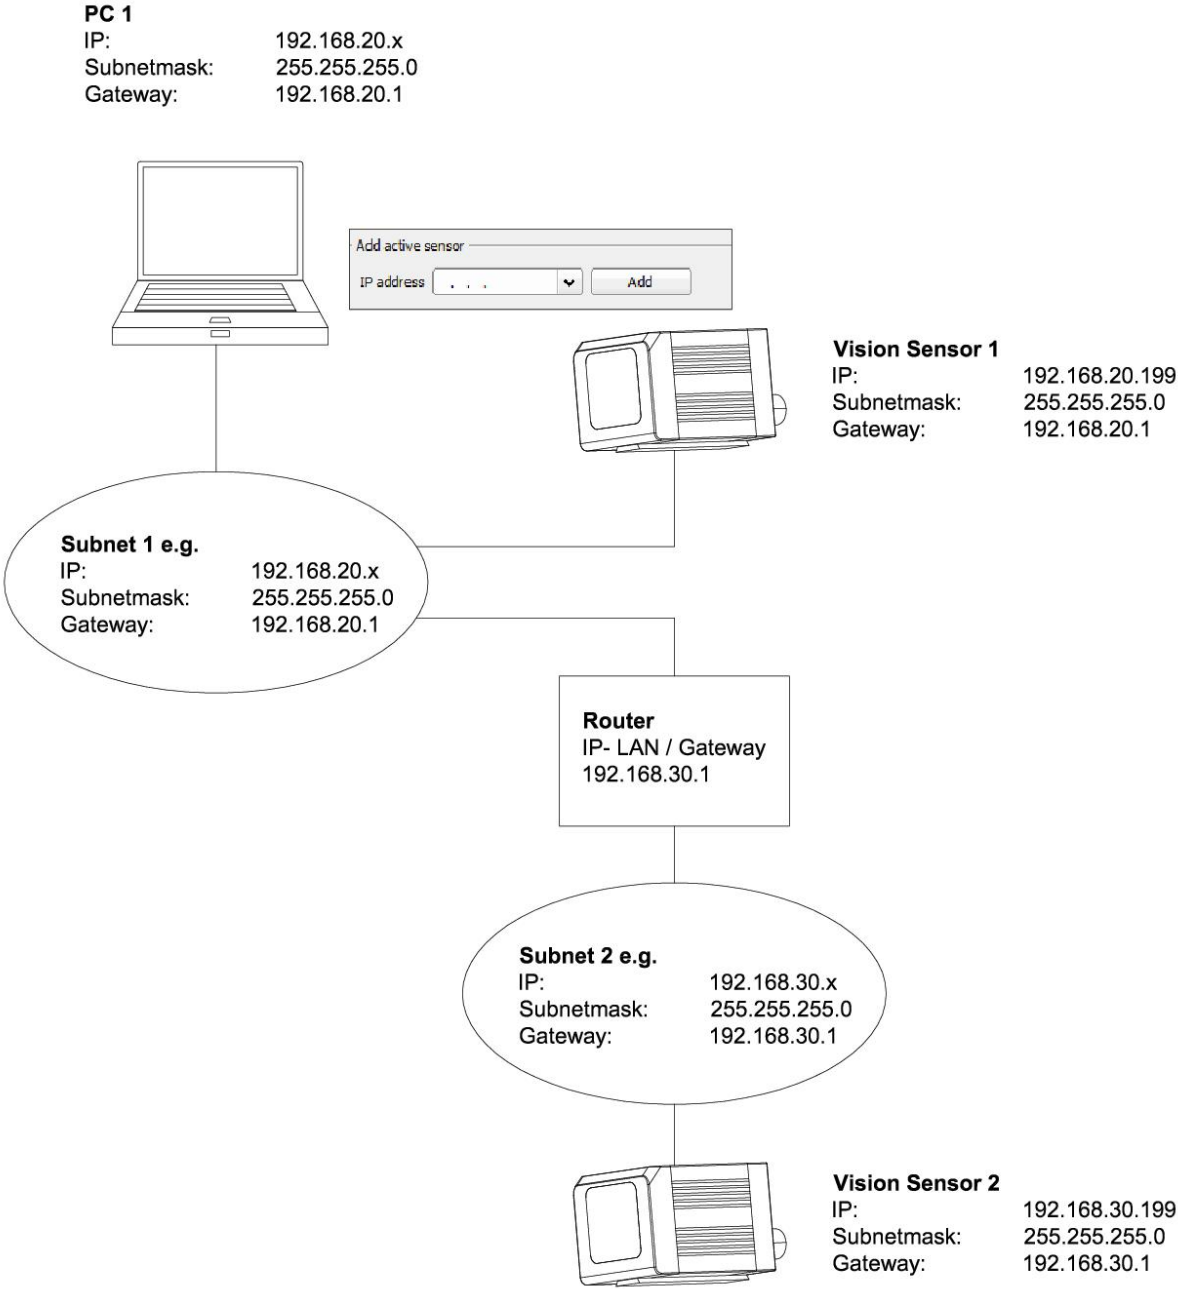 PC 1
IP: 192.168.20.x
Subnetmask: 255.255.255.0
Gateway: 192.168.20.1
Add active sensor
IP address . . . Add
Vision Sensor 1
IP: 192.168.20.199
Subnetmask: 255.255.255.0
Gateway: 192.168.20.1
Subnet 1 e.g.
IP: 192.168.20.x
Subnetmask: 255.255.255.0
Gateway: 192.168.20.1
Router
IP- LAN / Gateway
192.168.30.1
Subnet 2 e.g.
IP: 192.168.30.x
Subnetmask: 255.255.255.0
Gateway: 192.168.30.1
Vision Sensor 2
IP: 192.168.30.199
Subnetmask: 255.255.255.0
Gateway: 192.168.30.1